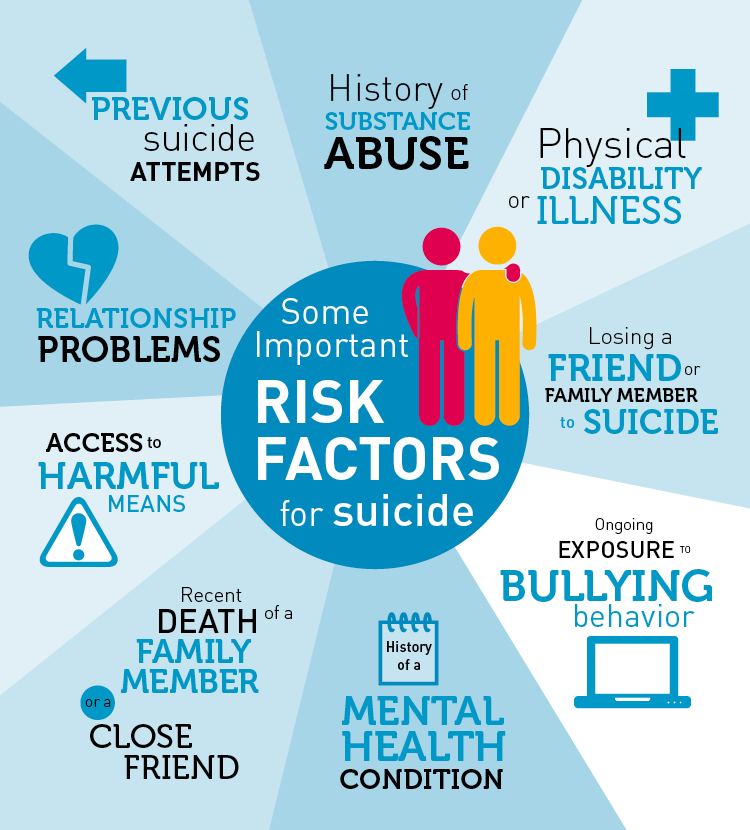 Some
Important
RISK
FACTORS
for suicide
PREVIOUS
suicide
ATTEMPTS
History of
SUBSTANCE
ABUSE
Physical
DISABILITY
or ILLNESS
Losing a
FRIEND or
FAMILY MEMBER
to SUICIDE
Ongoing
EXPOSURE TO
BULLYING
behavior
History
of a
MENTAL
HEALTH
CONDITION
Recent
DEATH of a
FAMILY
MEMBER
or a
CLOSE
FRIEND
ACCESS to
HARMFUL
MEANS
RELATIONSHIP
PROBLEMS